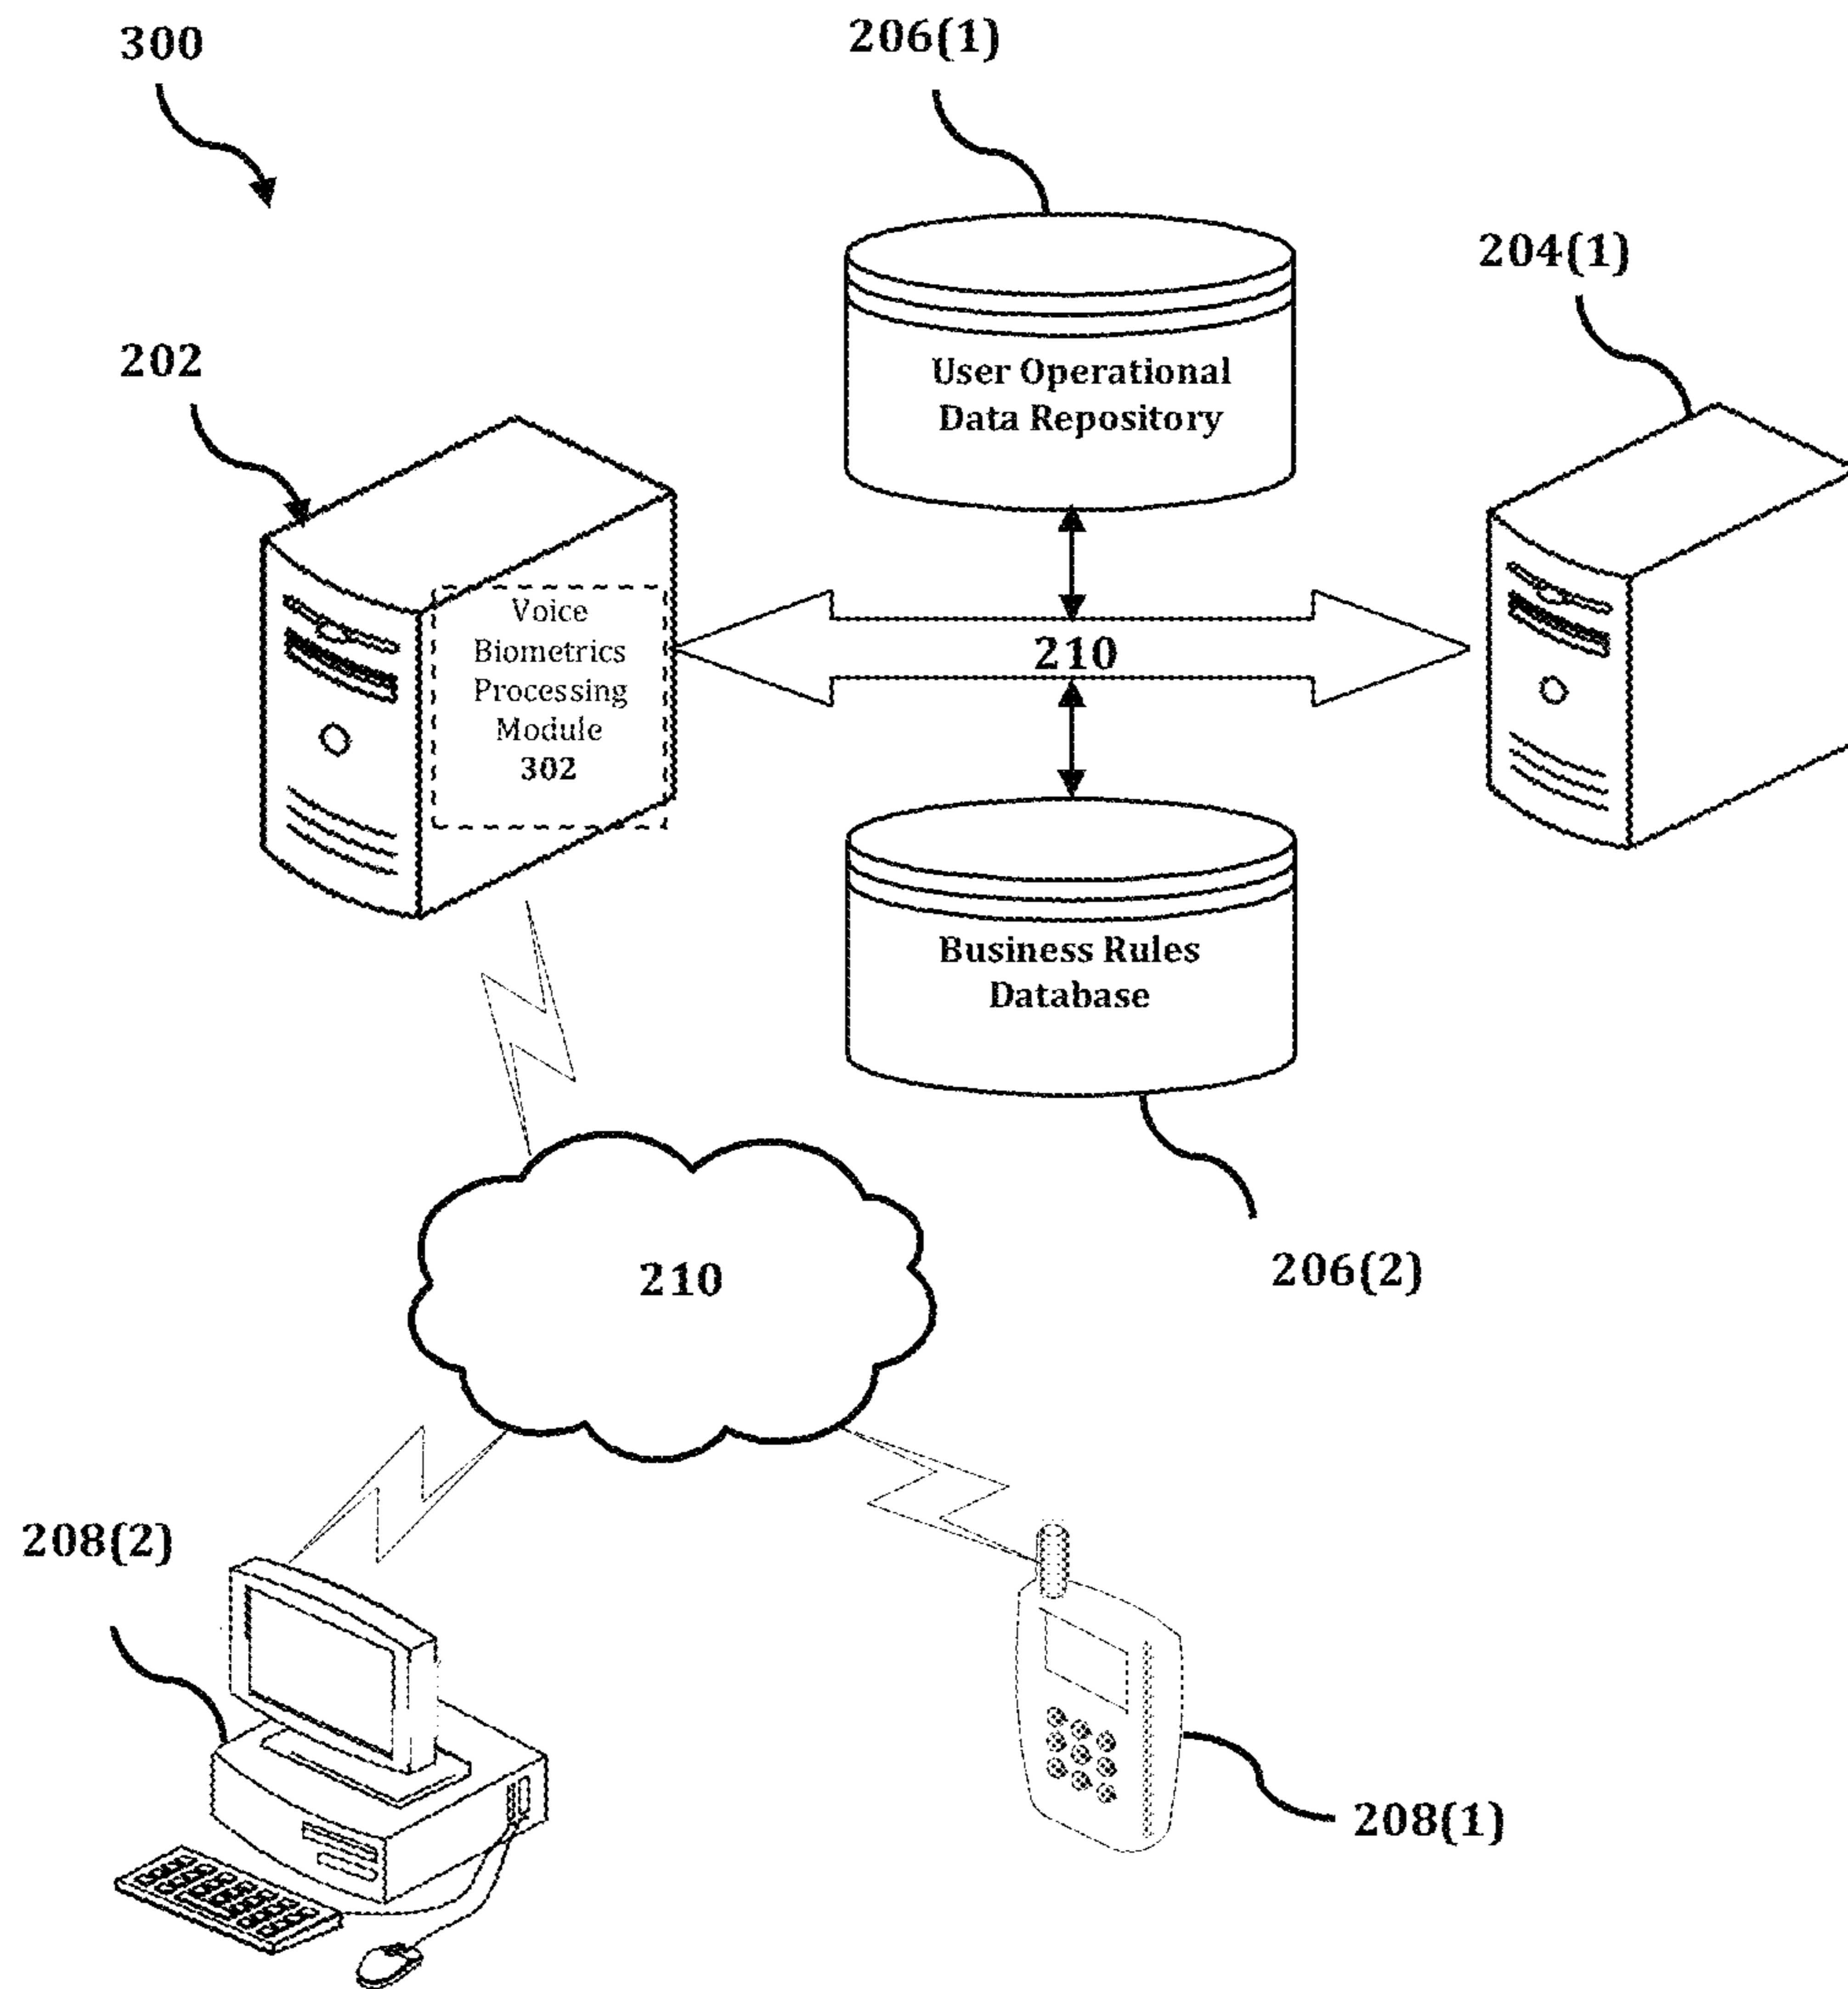 300
206(1)
204(1)
202
User Operational
Data Repository
Voice
Biometrics
Processing
Module
302
210
Business Rules
Database
206(2)
210
208(2)
208(1)